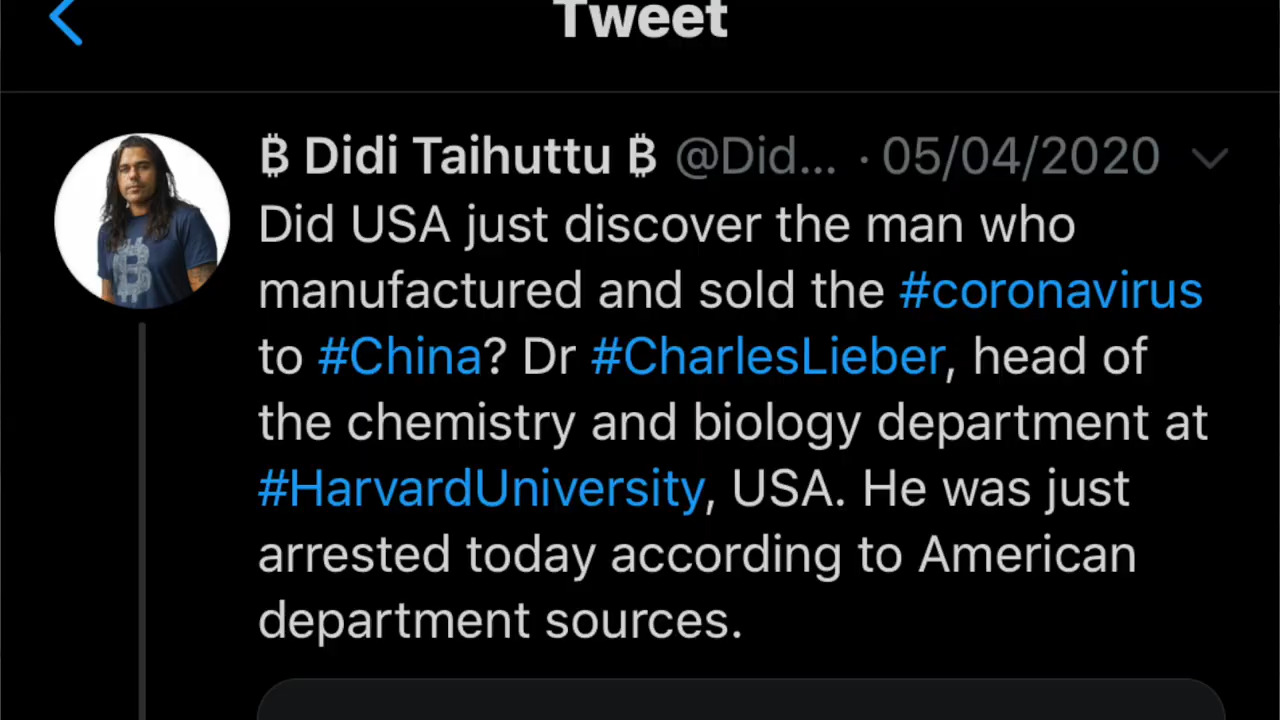 Tweet
₿ Didi Taihuttu ₿ @Did... · 05/04/2020
Did USA just discover the man who
manufactured and sold the #coronavirus
to #China? Dr #CharlesLieber, head of
the chemistry and biology department at
#HarvardUniversity, USA. He was just
arrested today according to American
department sources.